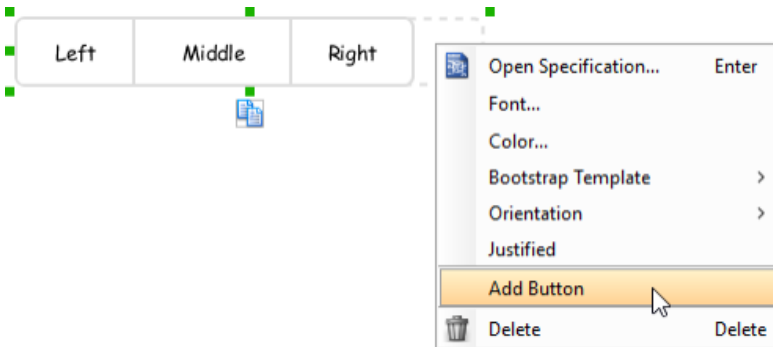 Left Middle Right
Open Specification... Enter
Font...
Color...
Bootstrap Template
Orientation
Justified
Add Button
Delete Delete